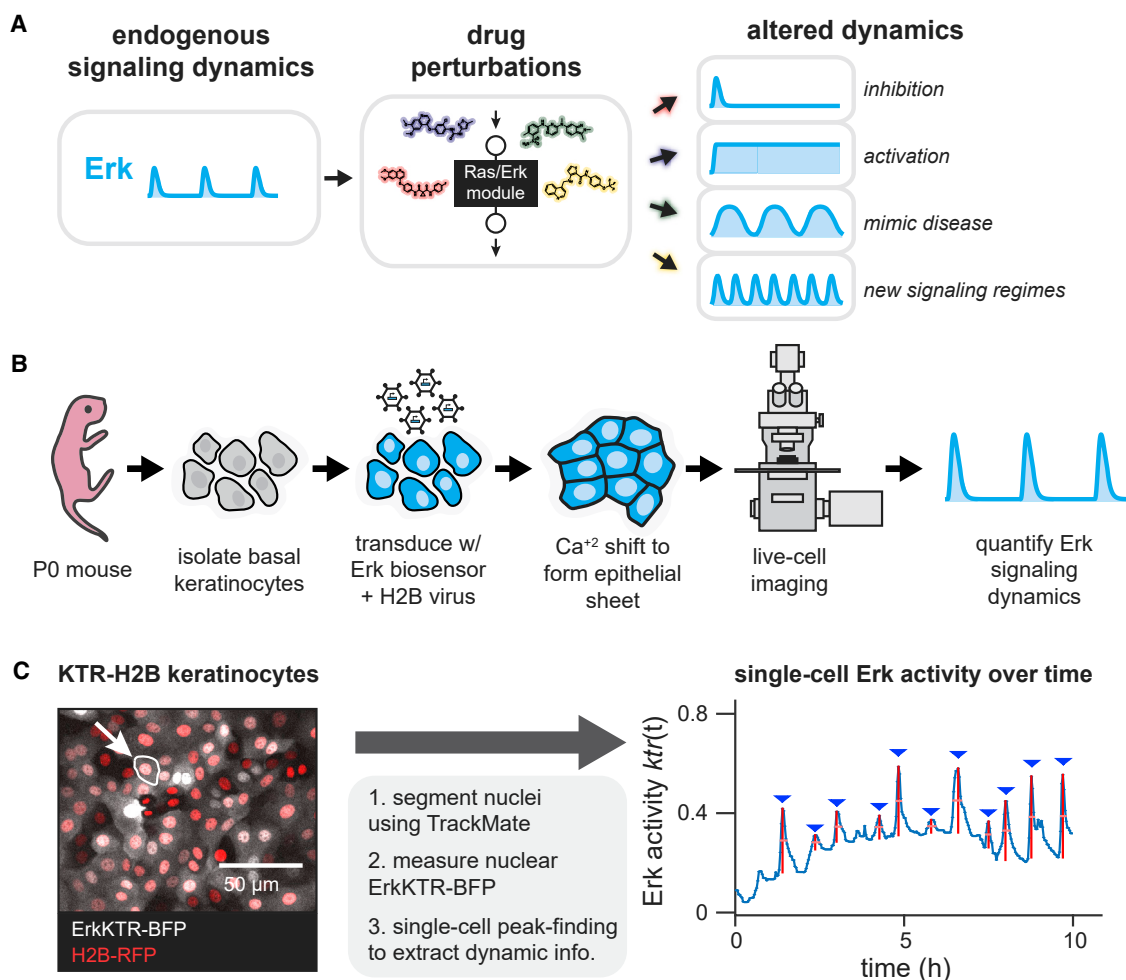 A
endogenous
signaling dynamics
drug
perturbations
altered dynamics
Erk
Ras/Erk
module
inhibition
activation
mimic disease
new signaling regimes
B
P0 mouse
isolate basal
keratinocytes
transduce w/
Erk biosensor
+ H2B virus
Ca+2 shift to
form epithelial
sheet
live-cell
imaging
quantify Erk
signaling
dynamics
C
KTR-H2B keratinocytes
50 µm
ErkKTR-BFP
H2B-RFP
1. segment nuclei
using TrackMate
2. measure nuclear
ErkKTR-BFP
3. single-cell peak-finding
to extract dynamic info.
single-cell Erk activity over time
Erk activity ktr(t)
0.8
0.4
0
0
5
10
time (h)